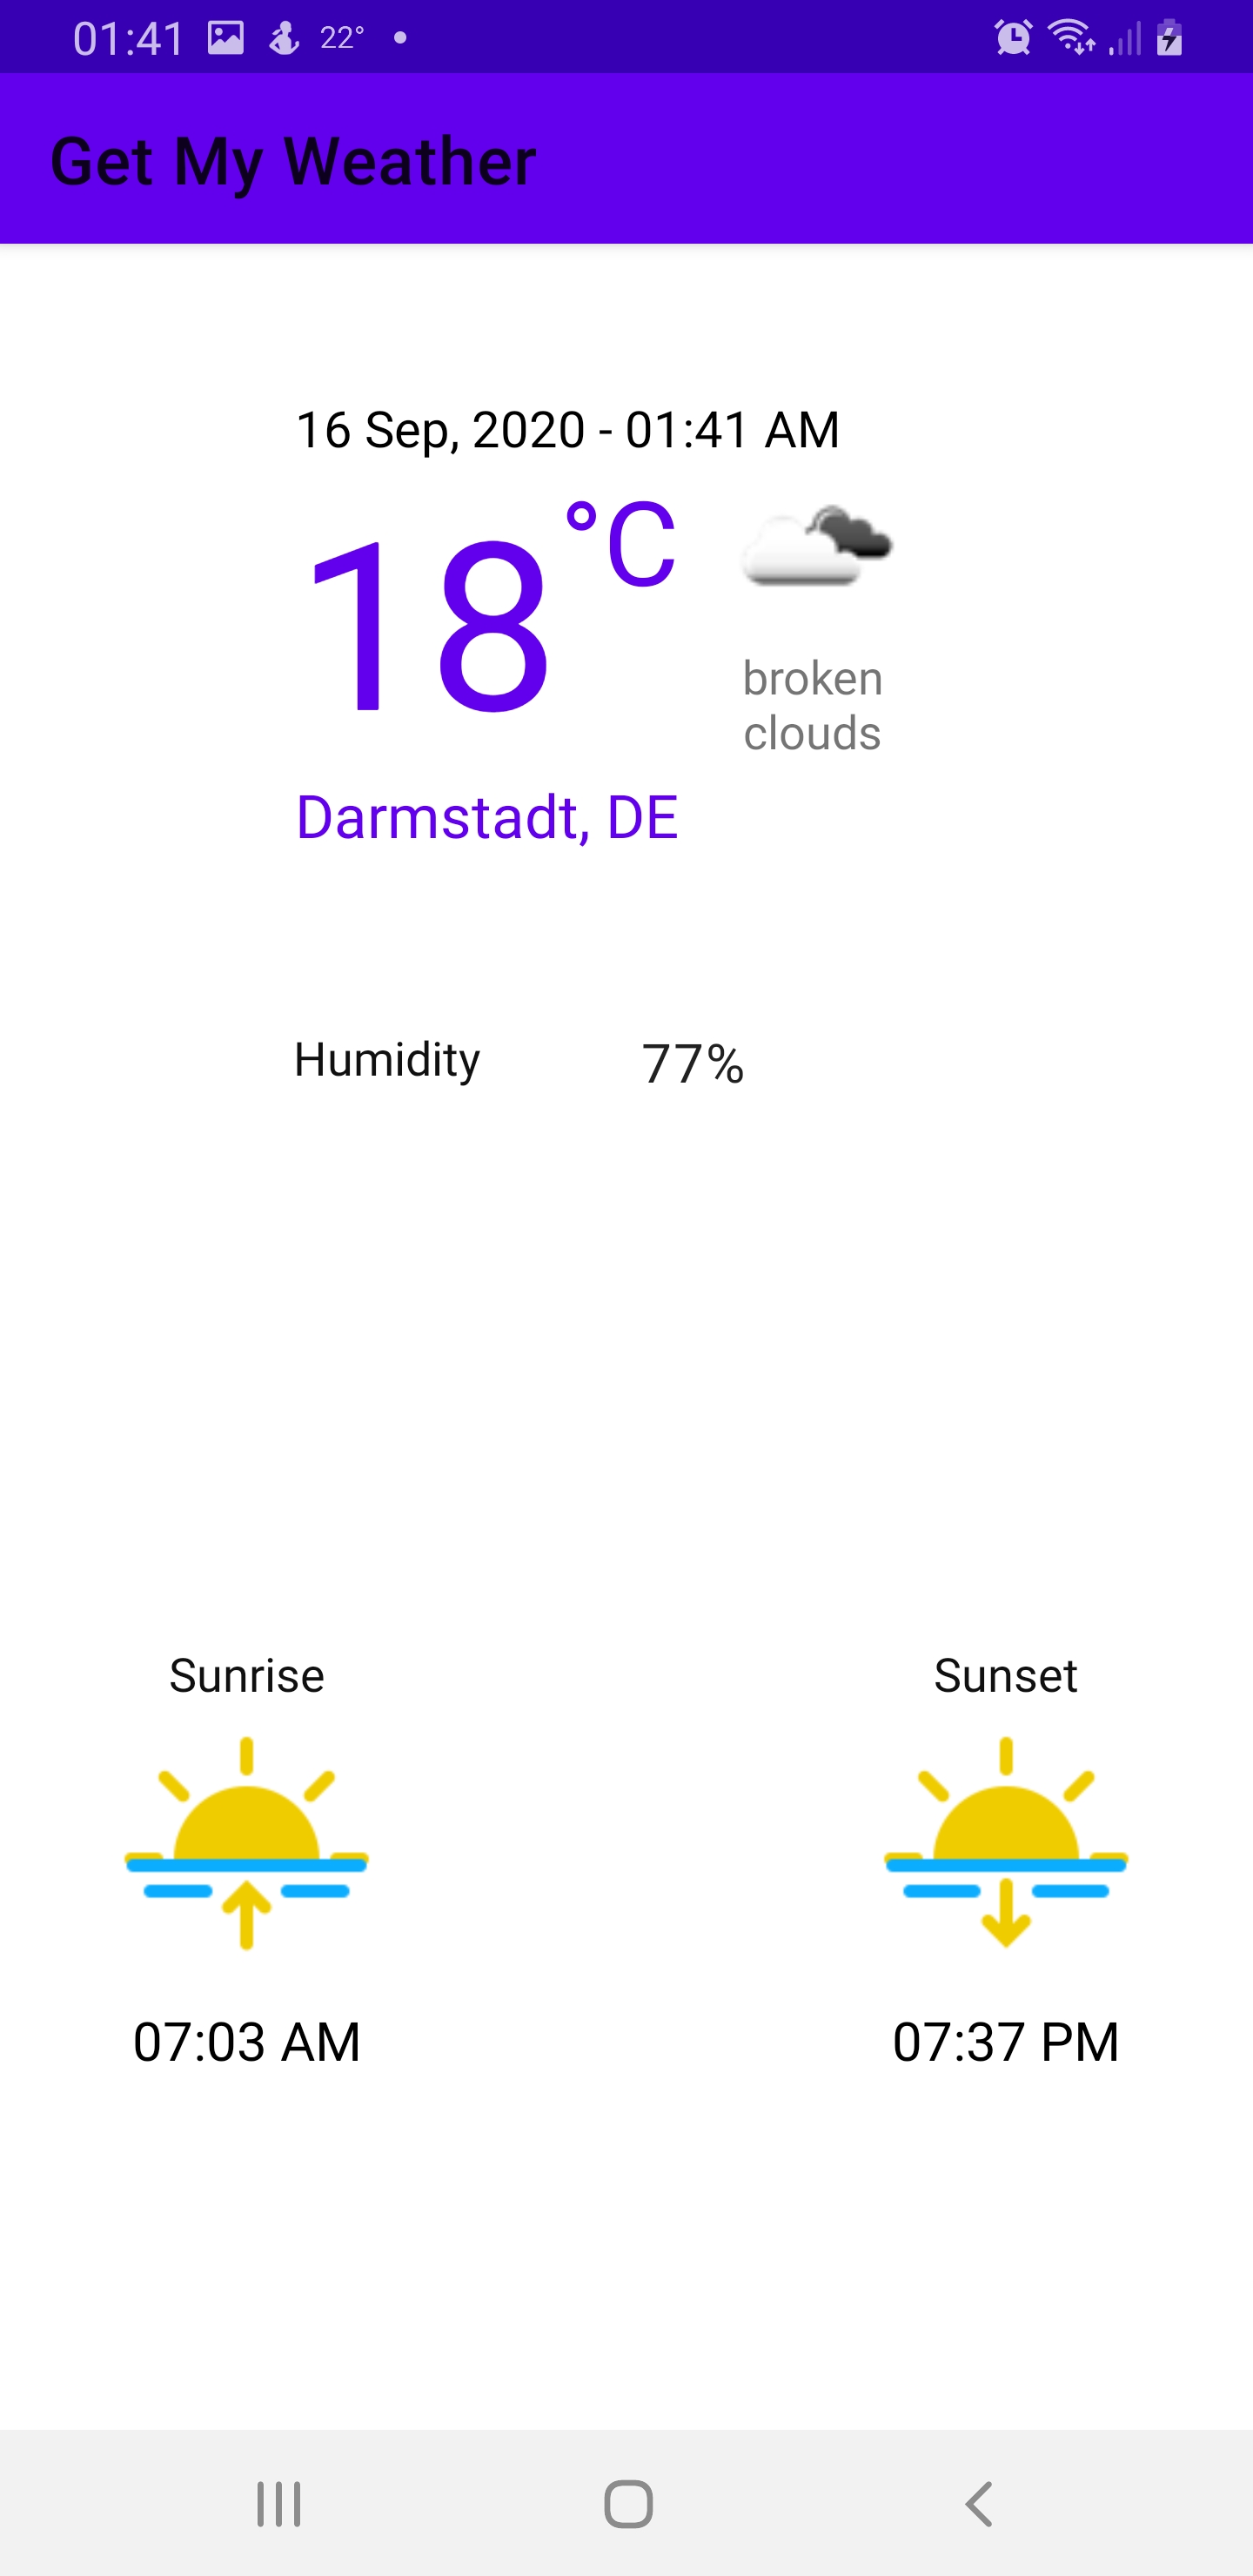 01:41 22°
Get My Weather
16 Sep, 2020 - 01:41 AM
18 °C
broken
clouds
Darmstadt, DE
Humidity 77%
Sunrise Sunset
07:03 AM 07:37 PM